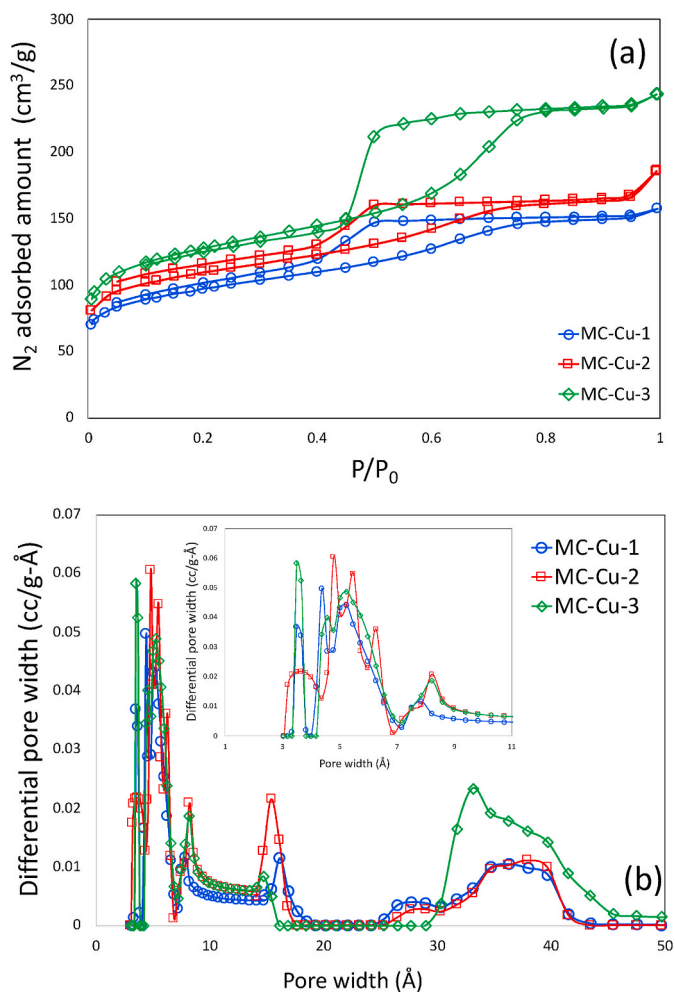 (a)
N₂ adsorbed amount (cm³/g)
300
250
200
150
100
50
0
0 0.2 0.4 0.6 0.8 1
P/P₀
MC-Cu-1
MC-Cu-2
MC-Cu-3
(b)
Differential pore width (cc/g-Å)
0.07
0.06
0.05
0.04
0.03
0.02
0.01
0
0 10 20 30 40 50
Pore width (Å)
MC-Cu-1
MC-Cu-2
MC-Cu-3
Differential pore width (cc/g-Å)
0.07
0.06
0.05
0.04
0.03
0.02
0.01
0
1 3 5 7 9 11
Pore width (Å)